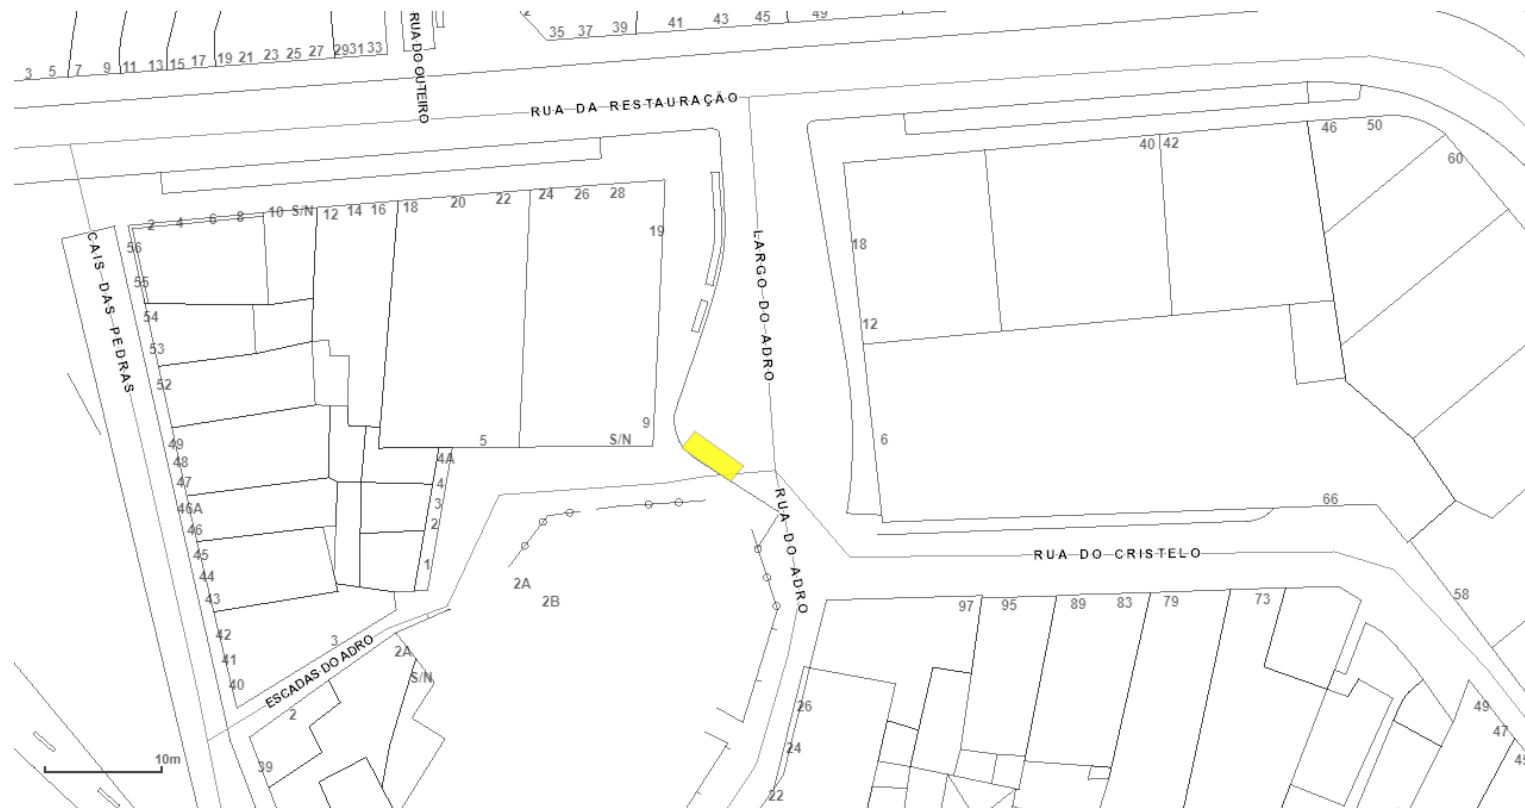 2
35 37 39 41 43 45 49
3 5 7 9 11 13 15 17 19 21 23 25 27 29 31 33
RUA DO OUTEIRO
RUA DA RESTAURAÇÃO
40 42 46 50
60
2 4 6 8 10 S/N 12 14 16 18 20 22 24 26 28
19
LARGO DO ADRO
18
12
6
CAIS DAS PEDRAS
56
55
54
53
52
49
48
47
46A
46
45
44
43
42
41
40
5
S/N
9
4A
4
3
2
1
2A
2B
66
RUA DO ADRO
RUA DO CRISTELO
97 95 89 83 79 73
58
3
ESCADAS DO ADRO
2A
S/N
2
39
26
24
22
49
47
10m